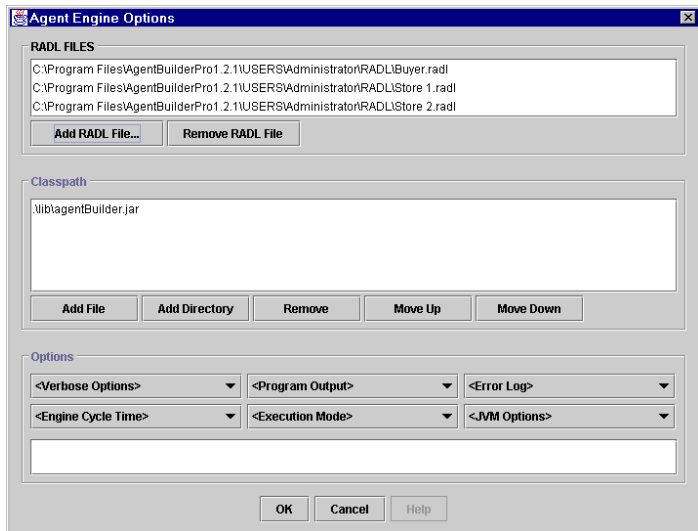 Agent Engine Options
RADL FILES
C:\Program Files\AgentBuilderPro1.2.1\USERS\Administrator\RADL\Buyer.radl
C:\Program Files\AgentBuilderPro1.2.1\USERS\Administrator\RADL\Store 1.radl
C:\Program Files\AgentBuilderPro1.2.1\USERS\Administrator\RADL\Store 2.radl
Add RADL File... Remove RADL File
Classpath
.\lib\agentBuilder.jar
Add File Add Directory Remove Move Up Move Down
Options
<Verbose Options> <Program Output> <Error Log>
<Engine Cycle Time> <Execution Mode> <JVM Options>
OK Cancel Help